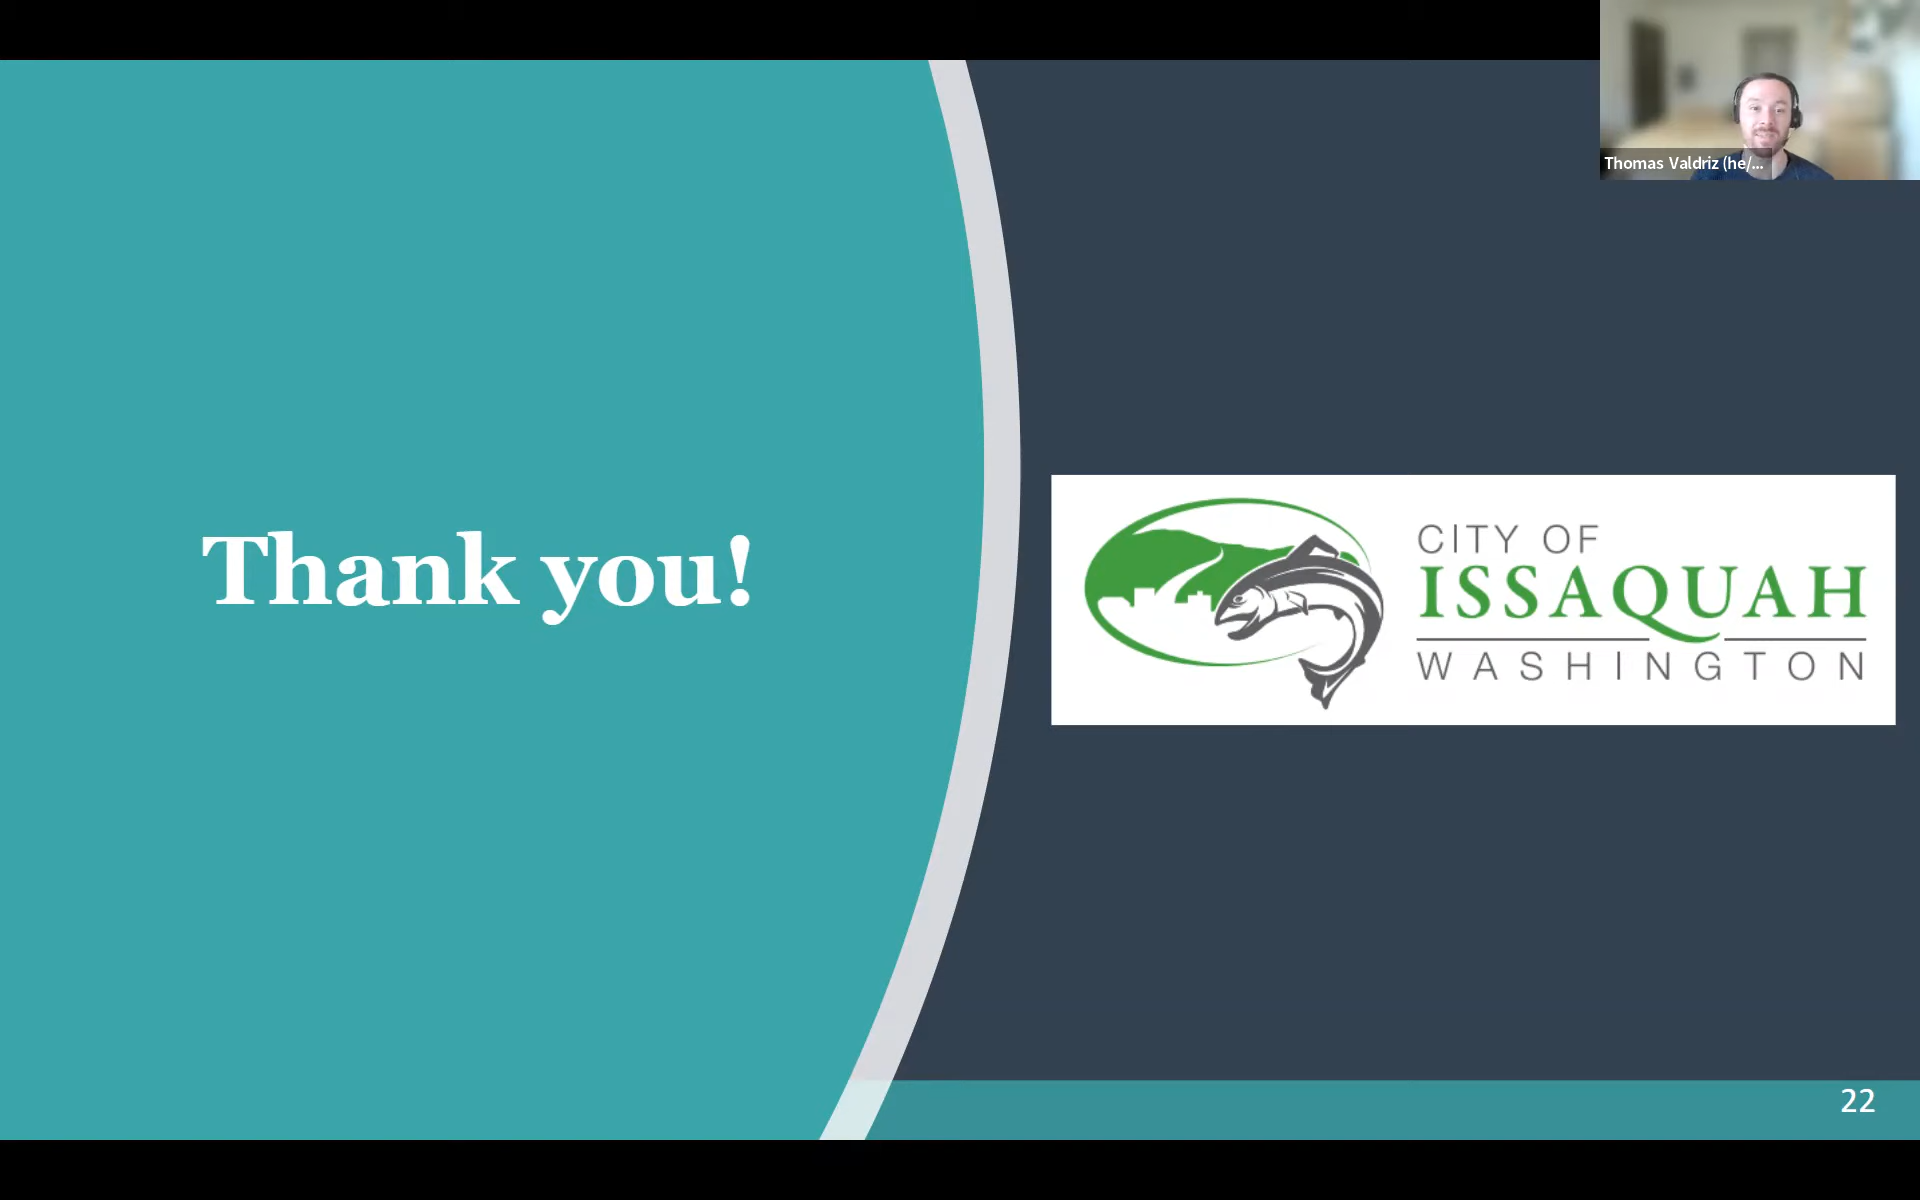 Thomas Valdriz (he/...
Thank you!
CITY OF
ISSAQUAH
WASHINGTON
22